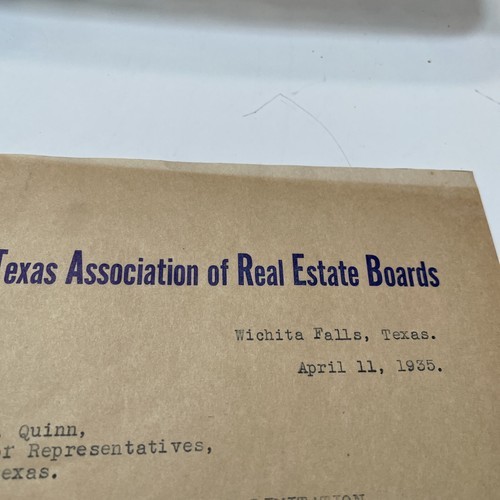 Texas Association of Real Estate Boards
Wichita Falls, Texas.
April 11, 1935.
Quinn,
r Representatives,
exas.